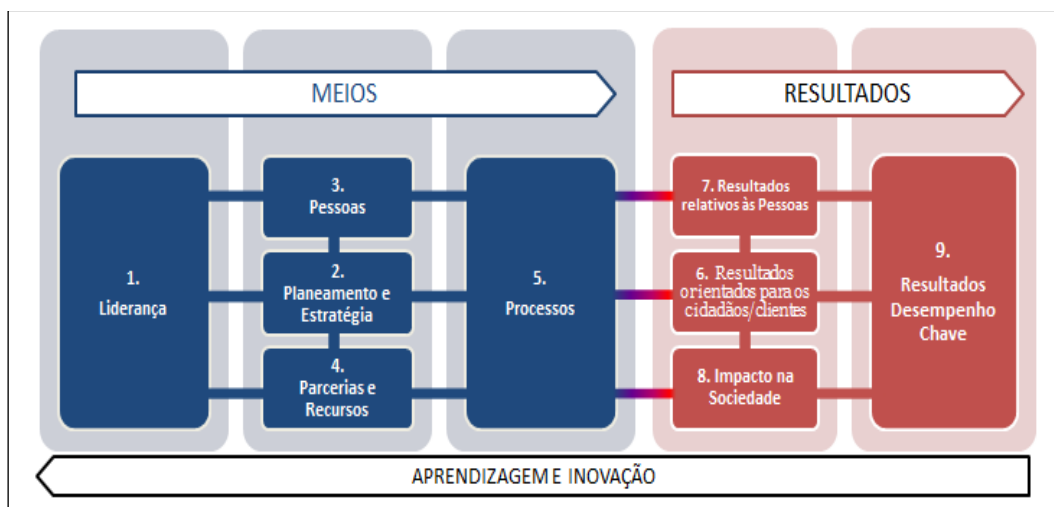 MEIOS
RESULTADOS
1.
Liderança
3.
Pessoas
2.
Planeamento e
Estratégia
4.
Parcerias e
Recursos
5.
Processos
7. Resultados
relativos às Pessoas
6. Resultados
orientados para os
cidadãos/clientes
8. Impacto na
Sociedade
9.
Resultados
Desempenho
Chave
APRENDIZAGEM E INOVAÇÃO